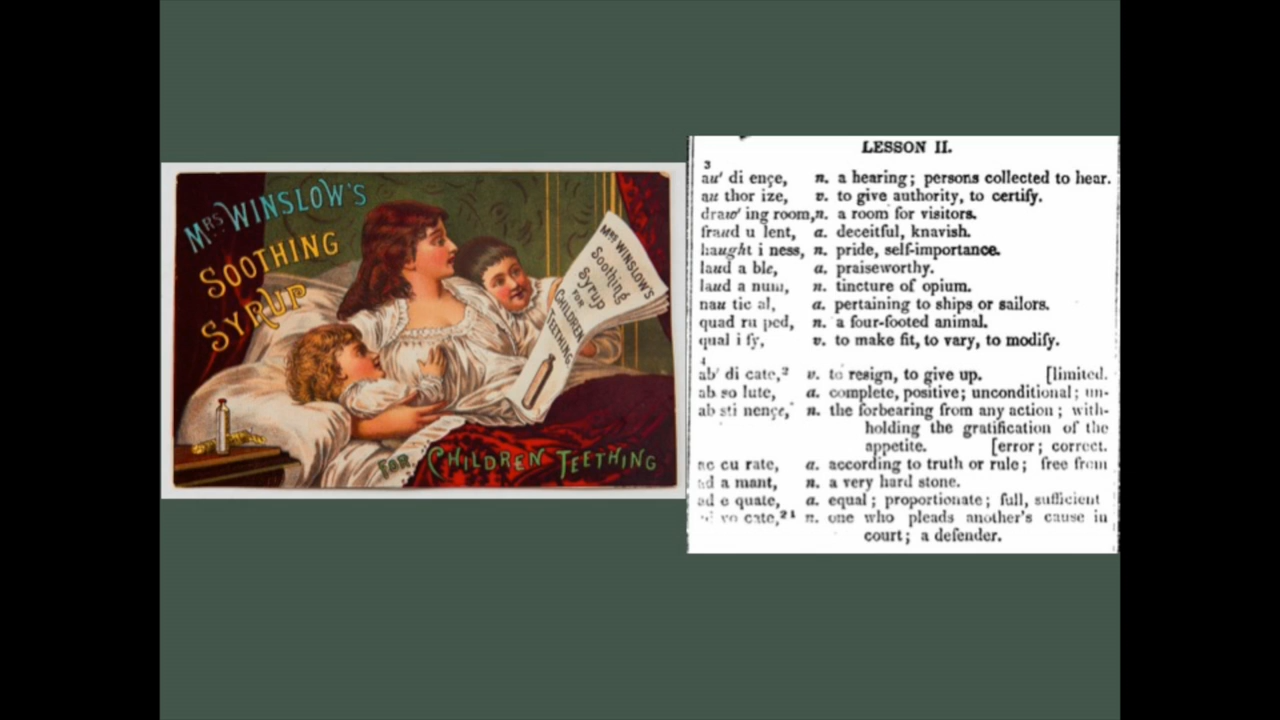 MRS WINSLOW'S
SOOTHING
SYRUP
MRS WINSLOW'S
Soothing
Syrup
FOR
CHILDREN
TEETHING
FOR CHILDREN TEETHING
LESSON II.
3
au' di ençe, n. a hearing; persons collected to hear.
au thor ize, v. to give authority, to certify.
draw' ing room, n. a room for visitors.
fraud u lent, a. deceitful, knavish.
haught i ness, n. pride, self-importance.
laud a ble, a. praiseworthy.
laud a num, n. tincture of opium.
nau tic al, a. pertaining to ships or sailors.
quad ru ped, n. a four-footed animal.
qual i fy, v. to make fit, to vary, to modify.
4
ab' di cate,² v. to resign, to give up. [limited.
ab so lute, a. complete, positive; unconditional; un-
ab sti nençe, n. the forbearing from any action; with-
holding the gratification of the
appetite. [error; correct.
ac cu rate, a. according to truth or rule; free from
ad a mant, n. a very hard stone.
ad e quate, a. equal; proportionate; full, sufficient
vo cate,²¹ n. one who pleads another's cause in
court; a defender.